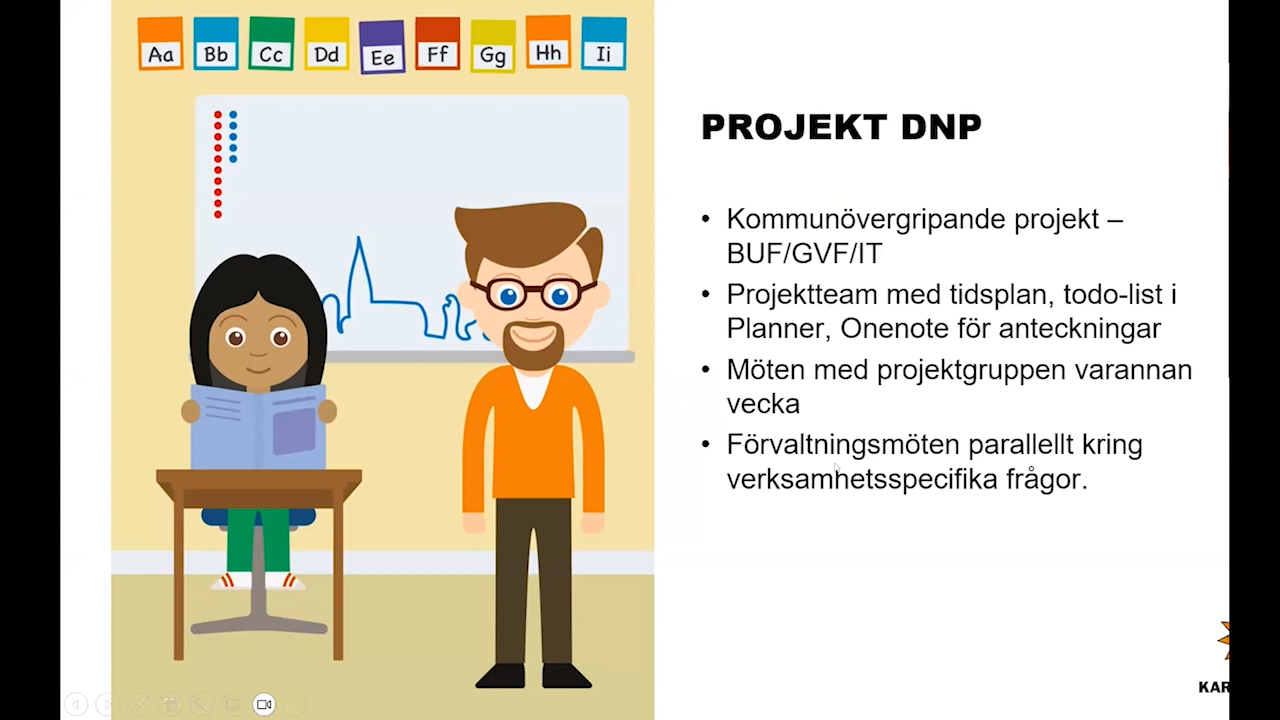 Aa Bb Cc Dd Ee Ff Gg Hh Ii
PROJEKT DNP
• Kommunövergripande projekt –
BUF/GVF/IT
• Projektteam med tidsplan, todo-list i
Planner, Onenote för anteckningar
• Möten med projektgruppen varannan
vecka
• Förvaltningsmöten parallellt kring
verksamhetsspecifika frågor.
KAR